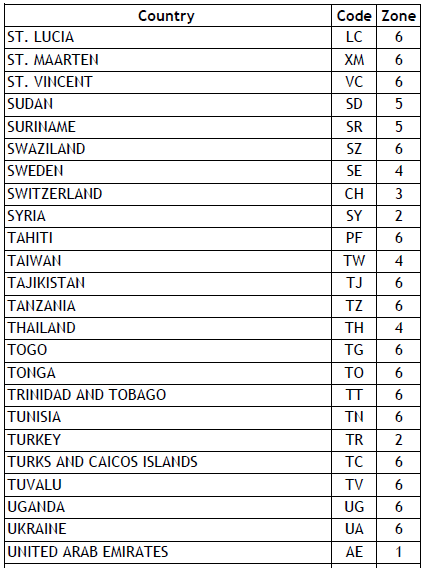 Country Code Zone
ST. LUCIA LC 6
ST. MAARTEN XM 6
ST. VINCENT VC 6
SUDAN SD 5
SURINAME SR 5
SWAZILAND SZ 6
SWEDEN SE 4
SWITZERLAND CH 3
SYRIA SY 2
TAHITI PF 6
TAIWAN TW 4
TAJIKISTAN TJ 6
TANZANIA TZ 6
THAILAND TH 4
TOGO TG 6
TONGA TO 6
TRINIDAD AND TOBAGO TT 6
TUNISIA TN 6
TURKEY TR 2
TURKS AND CAICOS ISLANDS TC 6
TUVALU TV 6
UGANDA UG 6
UKRAINE UA 6
UNITED ARAB EMIRATES AE 1